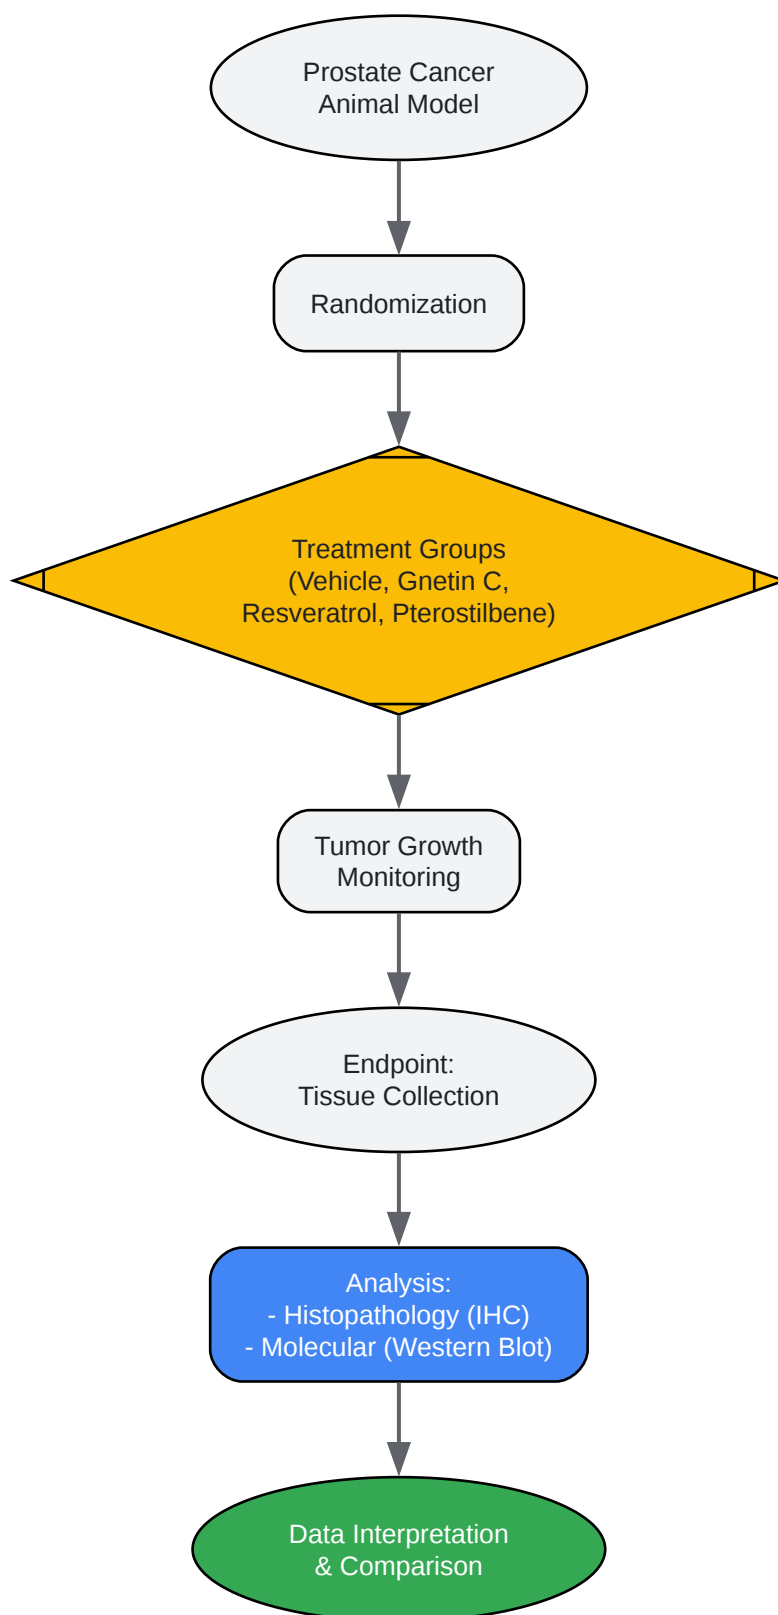 Prostate Cancer
Animal Model
Randomization
Treatment Groups
(Vehicle, Gnetin C,
Resveratrol, Pterostilbene)
Tumor Growth
Monitoring
Endpoint:
Tissue Collection
Analysis:
- Histopathology (IHC)
- Molecular (Western Blot)
Data Interpretation
& Comparison